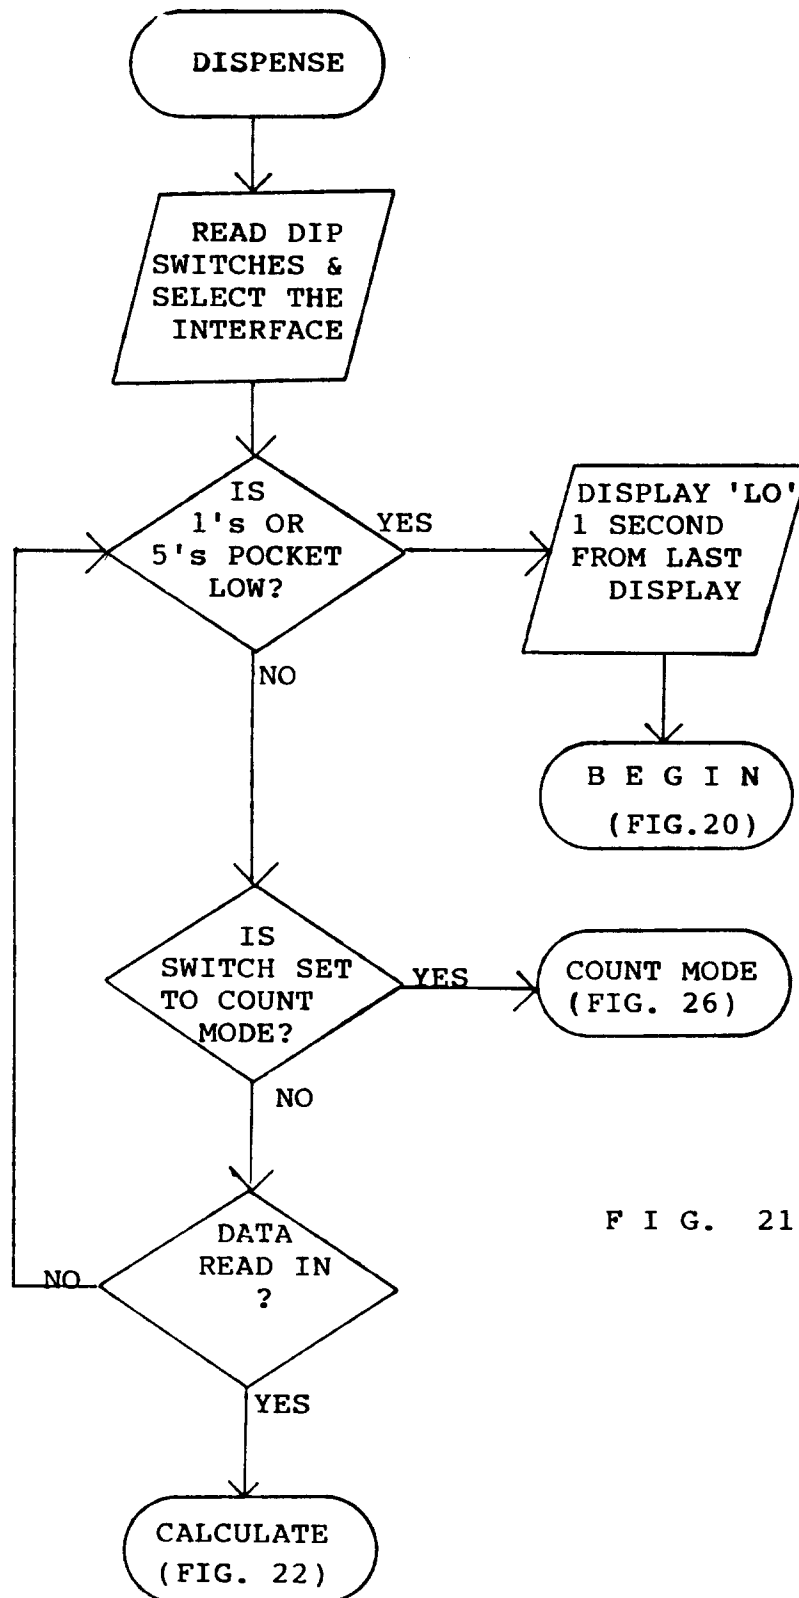 DISPENSE
READ DIP
SWITCHES &
SELECT THE
INTERFACE
IS
1's OR
5's POCKET
LOW?
YES
DISPLAY 'LO'
1 SECOND
FROM LAST
DISPLAY
NO
B E G I N
(FIG.20)
IS
SWITCH SET
TO COUNT
MODE?
YES
COUNT MODE
(FIG. 26)
NO
F I G. 21
DATA
READ IN
?
NO
YES
CALCULATE
(FIG. 22)